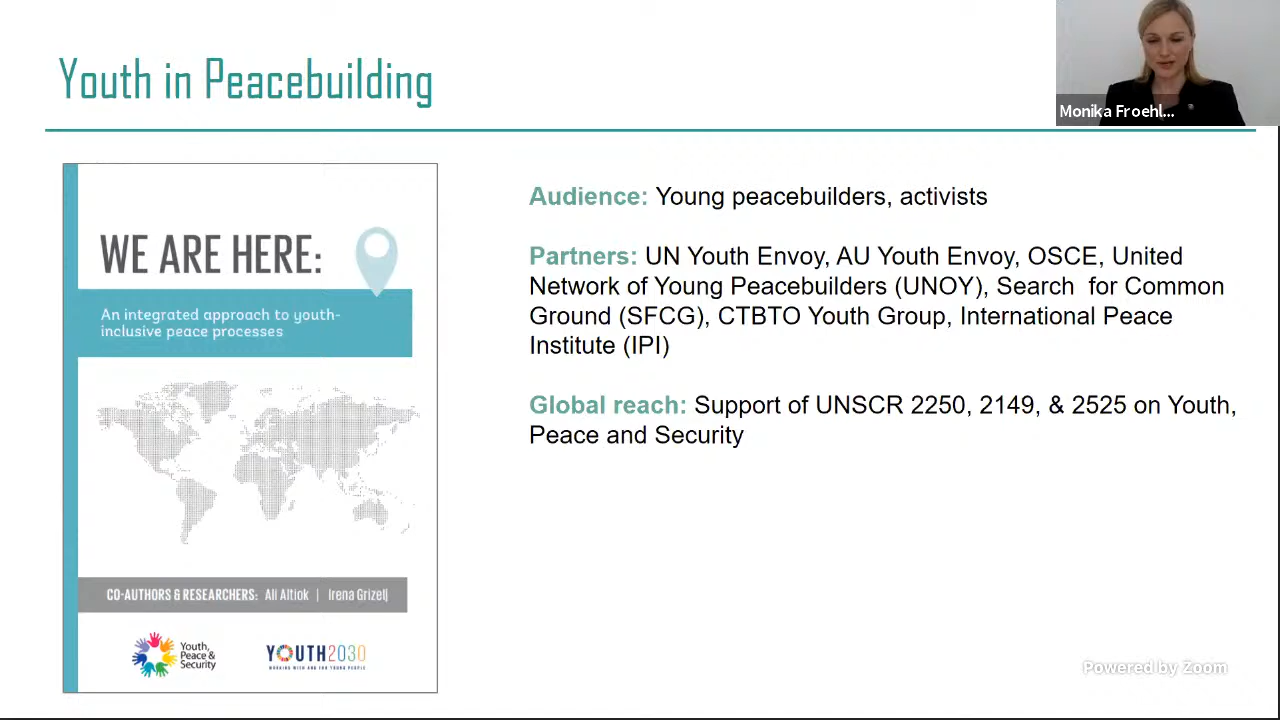 Youth in Peacebuilding
Monika Froehl...
WE ARE HERE:
An integrated approach to youth-
inclusive peace processes
CO-AUTHORS & RESEARCHERS: Ali Altiok | Irena Grizelj
Youth,
Peace &
Security
YOUTH2030
WORKING WITH AND FOR YOUNG PEOPLE
Audience: Young peacebuilders, activists
Partners: UN Youth Envoy, AU Youth Envoy, OSCE, United
Network of Young Peacebuilders (UNOY), Search for Common
Ground (SFCG), CTBTO Youth Group, International Peace
Institute (IPI)
Global reach: Support of UNSCR 2250, 2149, & 2525 on Youth,
Peace and Security
Powered by Zoom